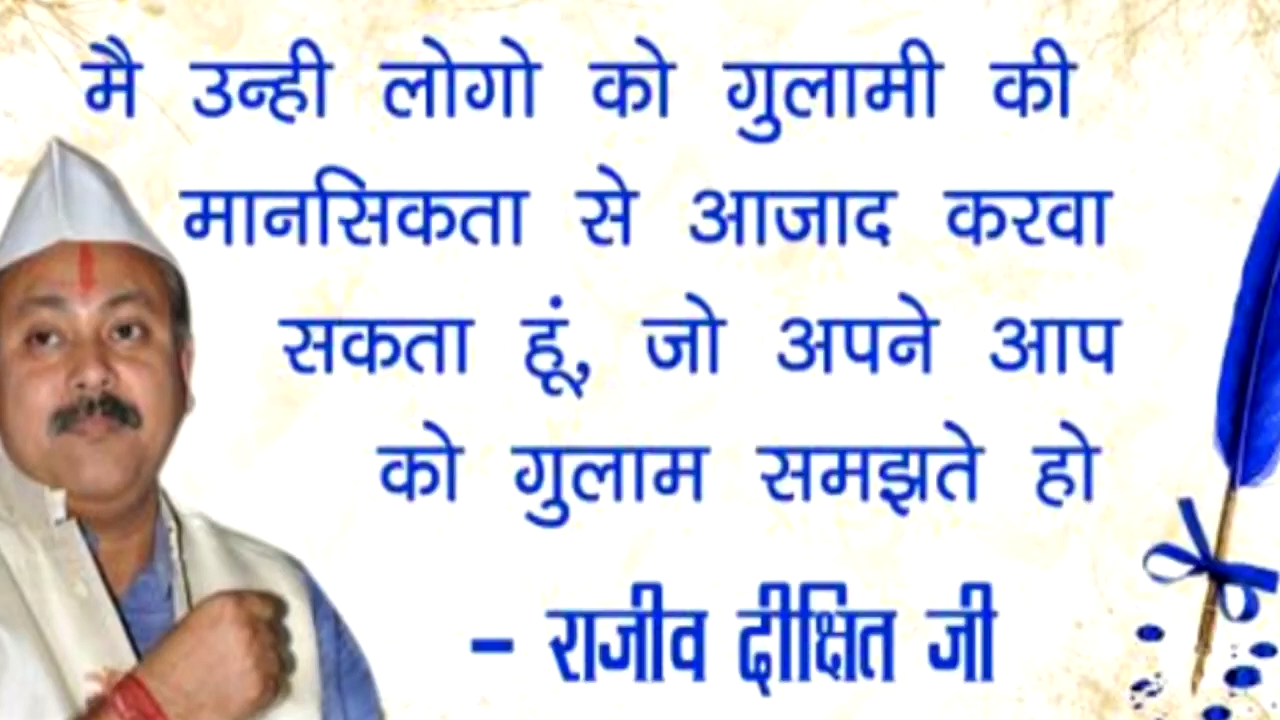 मै उन्ही लोगो को गुलामी की
मानसिकता से आजाद करवा
सकता हूं, जो अपने आप
को गुलाम समझते हो
– राजीव दीक्षित जी